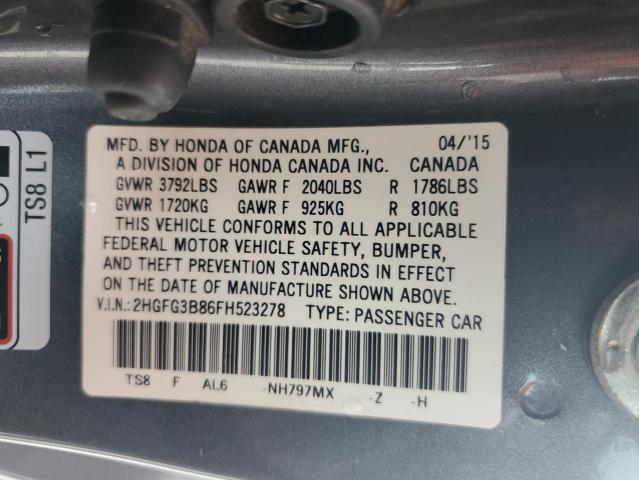 MFD. BY HONDA OF CANADA MFG., 04/'15
A DIVISION OF HONDA CANADA INC. CANADA
GVWR 3792LBS GAWR F 2040LBS R 1786LBS
GVWR 1720KG GAWR F 925KG R 810KG
THIS VEHICLE CONFORMS TO ALL APPLICABLE
FEDERAL MOTOR VEHICLE SAFETY, BUMPER,
AND THEFT PREVENTION STANDARDS IN EFFECT
ON THE DATE OF MANUFACTURE SHOWN ABOVE.
V.I.N.: 2HGFG3B86FH523278 TYPE: PASSENGER CAR
TS8 F AL6 -NH797MX -Z -H
TS8 L1